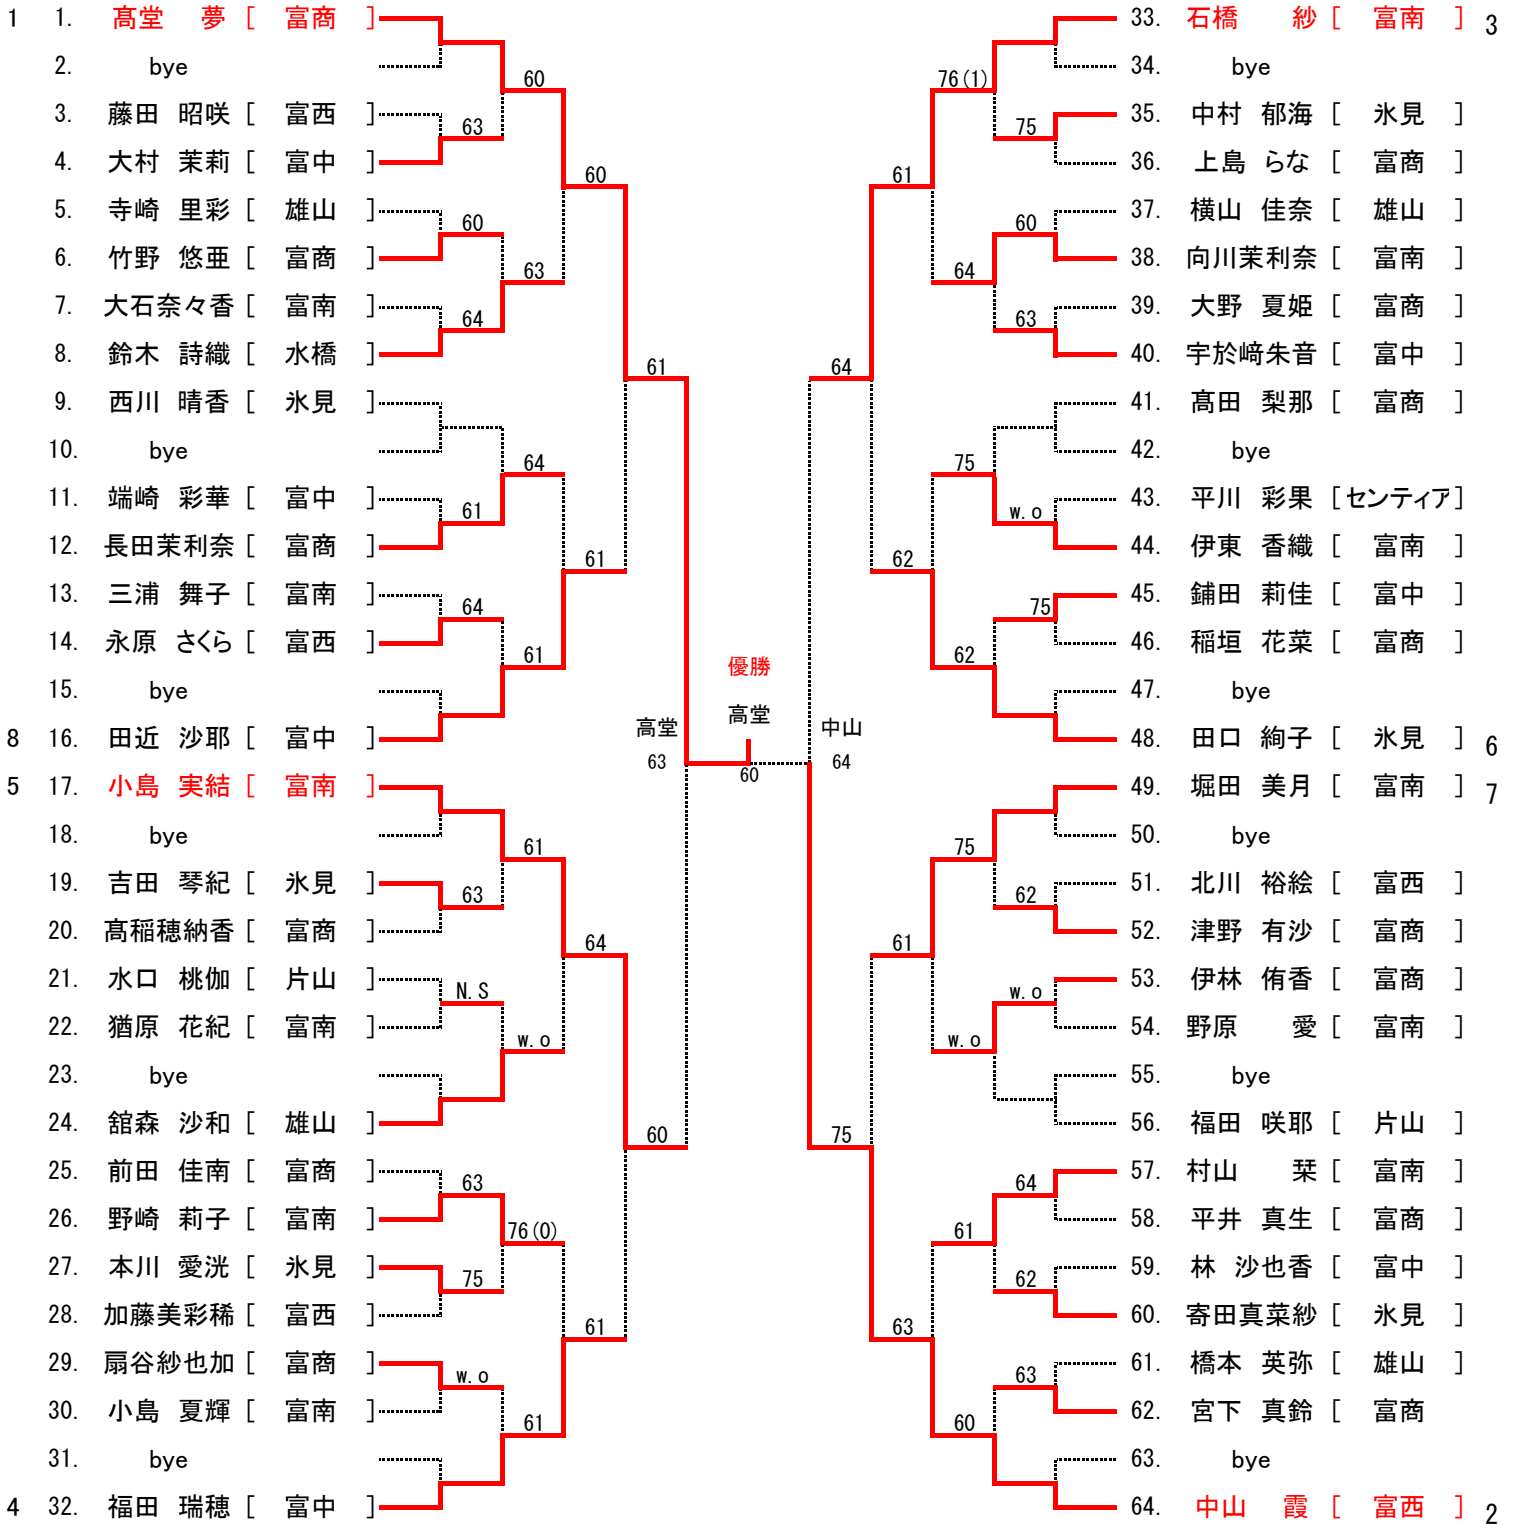 1 1. 髙堂 夢 [ 富商 ]
2. bye
60
3. 藤田 昭咲 [ 富西 ]
63
4. 大村 茉莉 [ 富中 ]
60
5. 寺崎 里彩 [ 雄山 ]
60
6. 竹野 悠亜 [ 富商 ]
63
7. 大石奈々香 [ 富南 ]
64
8. 鈴木 詩織 [ 水橋 ]
61
9. 西川 晴香 [ 氷見 ]
10. bye
64
11. 端崎 彩華 [ 富中 ]
61
12. 長田茉利奈 [ 富商 ]
61
13. 三浦 舞子 [ 富南 ]
64
14. 永原 さくら [ 富西 ]
61
15. bye
8 16. 田近 沙耶 [ 富中 ]
5 17. 小島 実結 [ 富南 ]
18. bye
61
19. 吉田 琴紀 [ 氷見 ]
63
20. 髙稲穂納香 [ 富商 ]
64
21. 水口 桃伽 [ 片山 ]
N.S
22. 猶原 花紀 [ 富南 ]
w.o
23. bye
24. 舘森 沙和 [ 雄山 ]
60
25. 前田 佳南 [ 富商 ]
63
26. 野崎 莉子 [ 富南 ]
76(0)
27. 本川 愛洸 [ 氷見 ]
75
28. 加藤美彩稀 [ 富西 ]
61
29. 扇谷紗也加 [ 富商 ]
w.o
30. 小島 夏輝 [ 富南 ]
61
31. bye
4 32. 福田 瑞穂 [ 富中 ]
優勝
高堂
高堂
63
60
中山
64
33. 石橋 紗 [ 富南 ] 3
34. bye
76(1)
35. 中村 郁海 [ 氷見 ]
75
36. 上島 らな [ 富商 ]
61
37. 横山 佳奈 [ 雄山 ]
60
38. 向川茉利奈 [ 富南 ]
64
39. 大野 夏姫 [ 富商 ]
63
40. 宇於﨑朱音 [ 富中 ]
64
41. 髙田 梨那 [ 富商 ]
42. bye
75
43. 平川 彩果 [センティア]
w.o
44. 伊東 香織 [ 富南 ]
62
45. 鋪田 莉佳 [ 富中 ]
75
46. 稲垣 花菜 [ 富商 ]
62
47. bye
48. 田口 絢子 [ 氷見 ] 6
49. 堀田 美月 [ 富南 ] 7
50. bye
75
51. 北川 裕絵 [ 富西 ]
62
52. 津野 有沙 [ 富商 ]
61
53. 伊林 侑香 [ 富商 ]
w.o
54. 野原 愛 [ 富南 ]
w.o
55. bye
56. 福田 咲耶 [ 片山 ]
75
57. 村山 栞 [ 富南 ]
64
58. 平井 真生 [ 富商 ]
61
59. 林 沙也香 [ 富中 ]
62
60. 寄田真菜紗 [ 氷見 ]
63
61. 橋本 英弥 [ 雄山 ]
63
62. 宮下 真鈴 [ 富商
60
63. bye
64. 中山 霞 [ 富西 ] 2